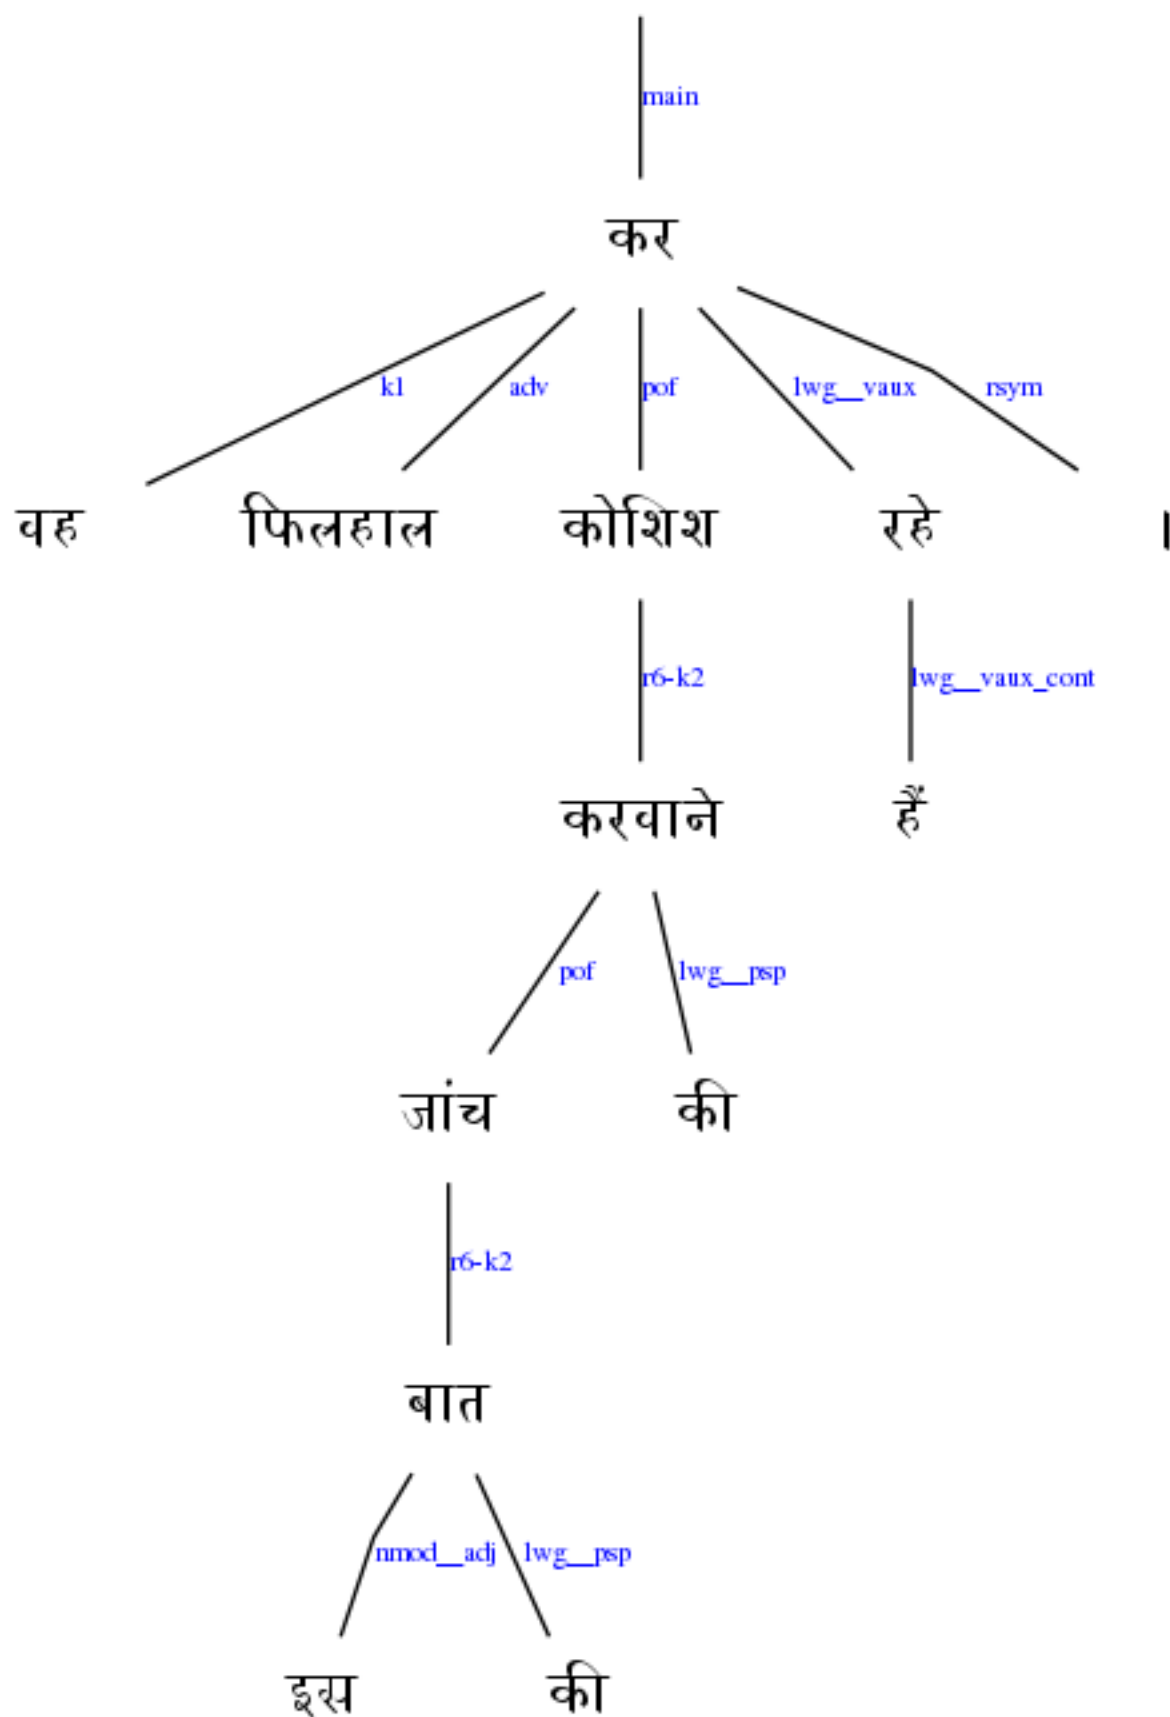 main
कर
k1 adv pof lwg__vaux rsym
वह फिलहाल कोशिश रहे ।
r6-k2 lwg__vaux_cont
करवाने हैं
pof lwg__psp
जांच की
r6-k2
बात
nmod__adj lwg__psp
इस की